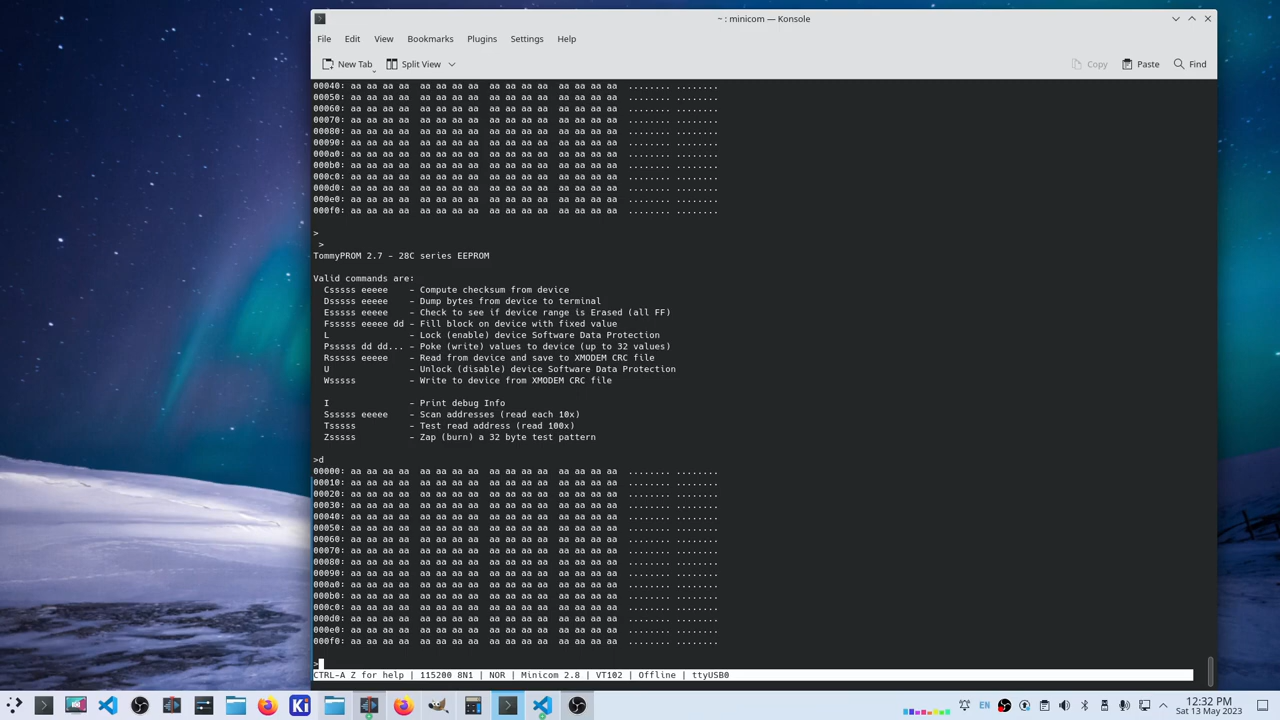 ~ : minicom — Konsole
File Edit View Bookmarks Plugins Settings Help
New Tab Split View Copy Paste Find
00040: aa aa aa aa  aa aa aa aa  aa aa aa aa  aa aa aa aa  ........ ........
00050: aa aa aa aa  aa aa aa aa  aa aa aa aa  aa aa aa aa  ........ ........
00060: aa aa aa aa  aa aa aa aa  aa aa aa aa  aa aa aa aa  ........ ........
00070: aa aa aa aa  aa aa aa aa  aa aa aa aa  aa aa aa aa  ........ ........
00080: aa aa aa aa  aa aa aa aa  aa aa aa aa  aa aa aa aa  ........ ........
00090: aa aa aa aa  aa aa aa aa  aa aa aa aa  aa aa aa aa  ........ ........
000a0: aa aa aa aa  aa aa aa aa  aa aa aa aa  aa aa aa aa  ........ ........
000b0: aa aa aa aa  aa aa aa aa  aa aa aa aa  aa aa aa aa  ........ ........
000c0: aa aa aa aa  aa aa aa aa  aa aa aa aa  aa aa aa aa  ........ ........
000d0: aa aa aa aa  aa aa aa aa  aa aa aa aa  aa aa aa aa  ........ ........
000e0: aa aa aa aa  aa aa aa aa  aa aa aa aa  aa aa aa aa  ........ ........
000f0: aa aa aa aa  aa aa aa aa  aa aa aa aa  aa aa aa aa  ........ ........
>
>
TommyPROM 2.7 - 28C series EEPROM
Valid commands are:
Csssss eeeee    - Compute checksum from device
Dsssss eeeee    - Dump bytes from device to terminal
Esssss eeeee    - Check to see if device range is Erased (all FF)
Fsssss eeeee dd - Fill block on device with fixed value
L               - Lock (enable) device Software Data Protection
Psssss dd dd... - Poke (write) values to device (up to 32 values)
Rsssss eeeee    - Read from device and save to XMODEM CRC file
U               - Unlock (disable) device Software Data Protection
Wsssss          - Write to device from XMODEM CRC file
I               - Print debug Info
Ssssss eeeee    - Scan addresses (read each 10x)
Tsssss          - Test read address (read 100x)
Zsssss          - Zap (burn) a 32 byte test pattern
>d
00000: aa aa aa aa  aa aa aa aa  aa aa aa aa  aa aa aa aa  ........ ........
00010: aa aa aa aa  aa aa aa aa  aa aa aa aa  aa aa aa aa  ........ ........
00020: aa aa aa aa  aa aa aa aa  aa aa aa aa  aa aa aa aa  ........ ........
00030: aa aa aa aa  aa aa aa aa  aa aa aa aa  aa aa aa aa  ........ ........
00040: aa aa aa aa  aa aa aa aa  aa aa aa aa  aa aa aa aa  ........ ........
00050: aa aa aa aa  aa aa aa aa  aa aa aa aa  aa aa aa aa  ........ ........
00060: aa aa aa aa  aa aa aa aa  aa aa aa aa  aa aa aa aa  ........ ........
00070: aa aa aa aa  aa aa aa aa  aa aa aa aa  aa aa aa aa  ........ ........
00080: aa aa aa aa  aa aa aa aa  aa aa aa aa  aa aa aa aa  ........ ........
00090: aa aa aa aa  aa aa aa aa  aa aa aa aa  aa aa aa aa  ........ ........
000a0: aa aa aa aa  aa aa aa aa  aa aa aa aa  aa aa aa aa  ........ ........
000b0: aa aa aa aa  aa aa aa aa  aa aa aa aa  aa aa aa aa  ........ ........
000c0: aa aa aa aa  aa aa aa aa  aa aa aa aa  aa aa aa aa  ........ ........
000d0: aa aa aa aa  aa aa aa aa  aa aa aa aa  aa aa aa aa  ........ ........
000e0: aa aa aa aa  aa aa aa aa  aa aa aa aa  aa aa aa aa  ........ ........
000f0: aa aa aa aa  aa aa aa aa  aa aa aa aa  aa aa aa aa  ........ ........
>
CTRL-A Z for help | 115200 8N1 | NOR | Minicom 2.8 | VT102 | Offline | ttyUSB0
Ki EN 12:32 PM
Sat 13 May 2023